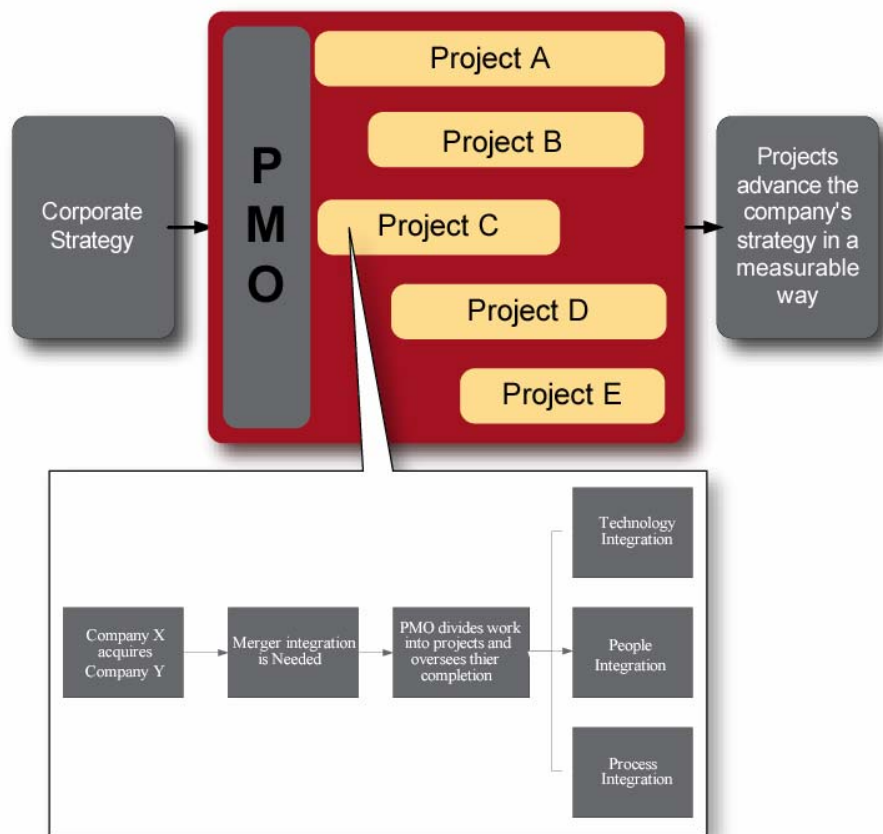 Corporate
Strategy
P
M
O
Project A
Project B
Project C
Project D
Project E
Projects
advance the
company's
strategy in a
measurable
way
Company X
acquires
Company Y
Merger integration
is Needed
PMO divides work
into projects and
oversees thier
completion
Technology
Integration
People
Integration
Process
Integration